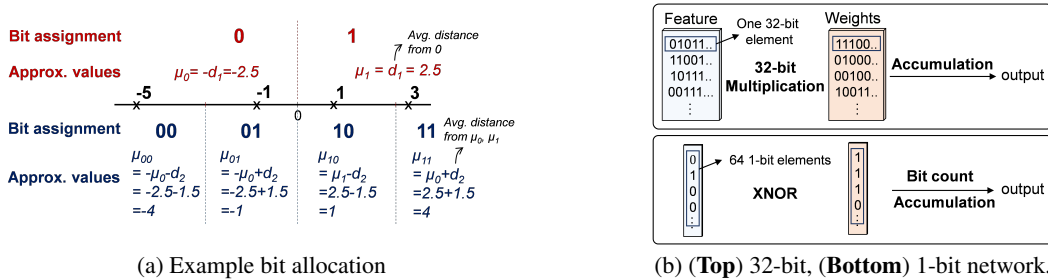 Bit assignment 0 1 Avg. distance
from 0
Approx. values μ0= -d1=-2.5 μ1 = d1 = 2.5
-5 -1 1 3
0
Bit assignment 00 01 10 11 Avg. distance
from μ0, μ1
μ00 μ01 μ10 μ11
Approx. values = -μ0-d2 = -μ0+d2 = μ1-d2 = μ0+d2
= -2.5-1.5 =-2.5+1.5 =2.5-1.5 = 2.5+1.5
=-4 =-1 =1 =4
(a) Example bit allocation
Feature One 32-bit Weights
element
01011.. 11100..
11001.. 01000..
10111... 00100..
00111... 10011..
⋮ ⋮
32-bit
Multiplication
Accumulation
output
0 1
1 1
0 1
0 0
⋮ ⋮
64 1-bit elements
XNOR
Bit count
Accumulation
output
(b) (Top) 32-bit, (Bottom) 1-bit network.